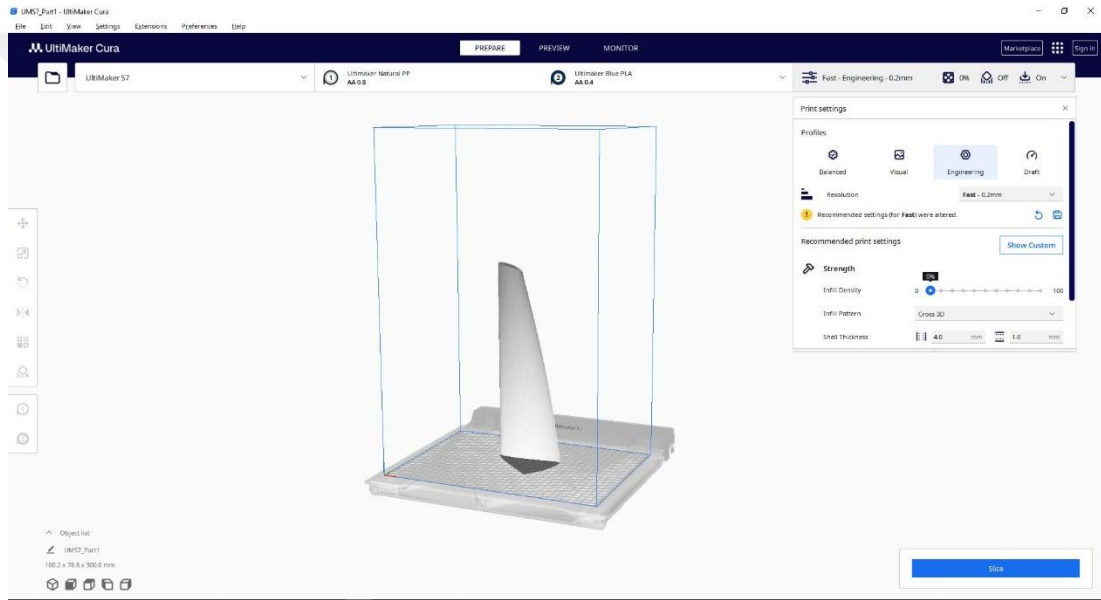 UMS7_Part1 - UltiMaker Cura
File Edit View Settings Extensions Preferences Help
UltiMaker Cura
PREPARE PREVIEW MONITOR
Marketplace Sign in
UltiMaker S7
1 Ultimaker Natural PP
AA 0.8
2 Ultimaker Blue PLA
AA 0.4
Fast - Engineering - 0.2mm 0% Off On
Print settings
Profiles
Balanced Visual Engineering Draft
Resolution Fast - 0.2mm
Recommended settings (for Fast) were altered.
Recommended print settings
Show Custom
Strength
0%
Infill Density 0 100
Infill Pattern Cross 3D
Shell Thickness 4.0 mm 1.0 mm
1
2
Object list
UMS7_Part1
100.2 x 78.8 x 300.0 mm
Slice